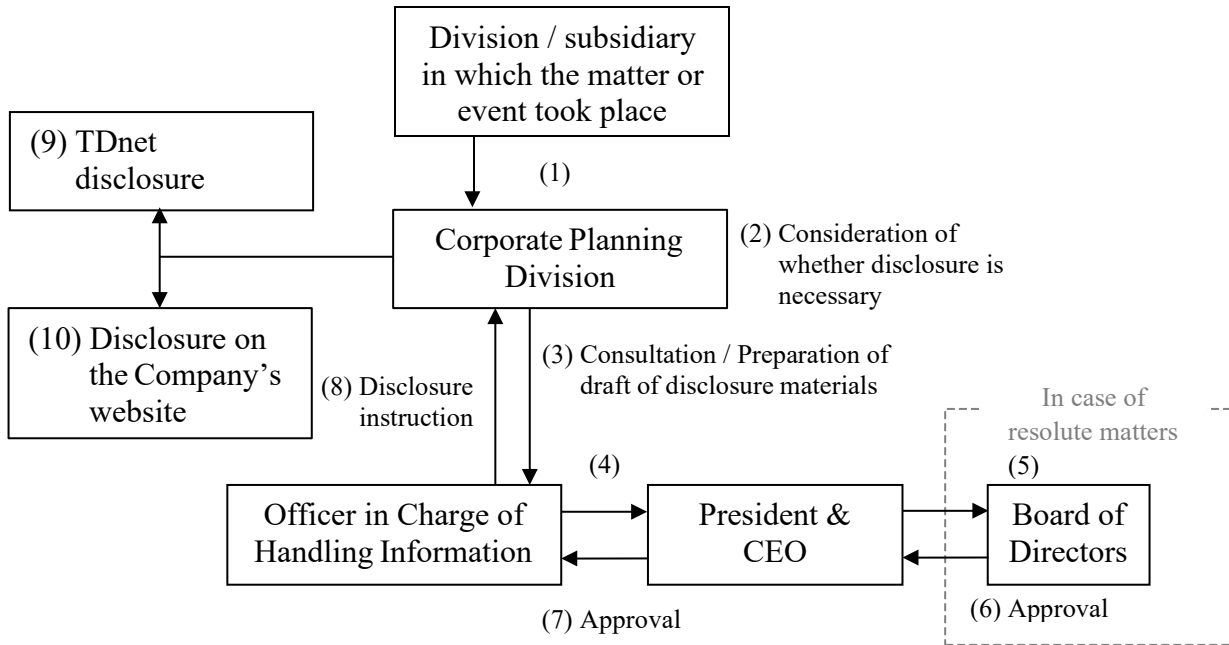 Division / subsidiary
in which the matter or
event took place
(9) TDnet
disclosure
(1)
Corporate Planning
Division
(2) Consideration of
whether disclosure is
necessary
(10) Disclosure on
the Company’s
website
(8) Disclosure
instruction
(3) Consultation / Preparation of
draft of disclosure materials
In case of
resolute matters
(4)
(5)
Officer in Charge of
Handling Information
President &
CEO
Board of
Directors
(7) Approval
(6) Approval